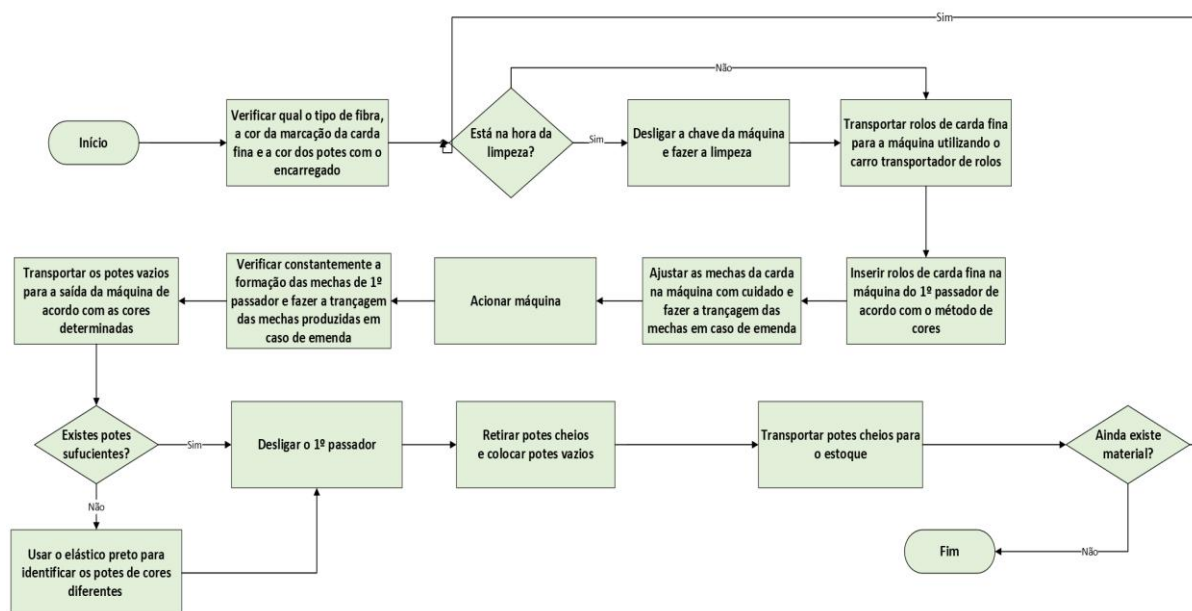 Sim
Não
Início
Verificar qual o tipo de fibra,
a cor da marcação da carda
fina e a cor dos potes com o
encarregado
Está na hora da
limpeza?
Sim
Desligar a chave da máquina
e fazer a limpeza
Transportar rolos de carda fina
para a máquina utilizando o
carro transportador de rolos
Transportar os potes vazios
para a saída da máquina de
acordo com as cores
determinadas
Verificar constantemente a
formação das mechas de 1º
passador e fazer a trançagem
das mechas produzidas em
caso de emenda
Acionar máquina
Ajustar as mechas da carda
na máquina com cuidado e
fazer a trançagem das
mechas em caso de emenda
Inserir rolos de carda fina na
máquina do 1º passador de
acordo com o método de
cores
Existes potes
sufucientes?
Sim
Desligar o 1º passador
Retirar potes cheios
e colocar potes vazios
Transportar potes cheios para
o estoque
Ainda existe
material?
Não
Usar o elástico preto para
identificar os potes de cores
diferentes
Fim
Não